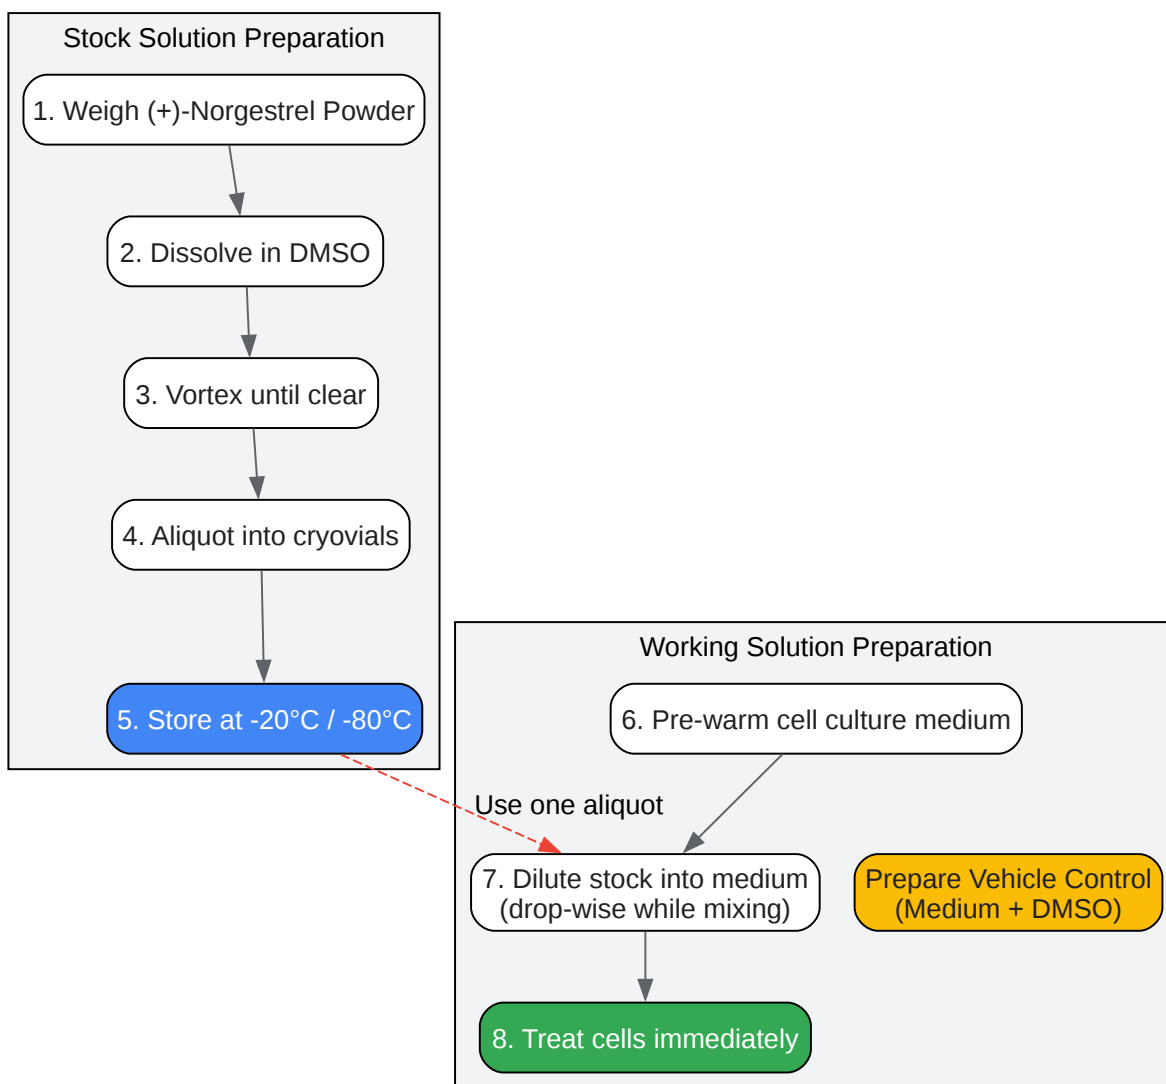 Stock Solution Preparation
1. Weigh (+)-Norgestrel Powder
2. Dissolve in DMSO
3. Vortex until clear
4. Aliquot into cryovials
5. Store at -20°C / -80°C
Working Solution Preparation
6. Pre-warm cell culture medium
Use one aliquot
7. Dilute stock into medium
(drop-wise while mixing)
Prepare Vehicle Control
(Medium + DMSO)
8. Treat cells immediately